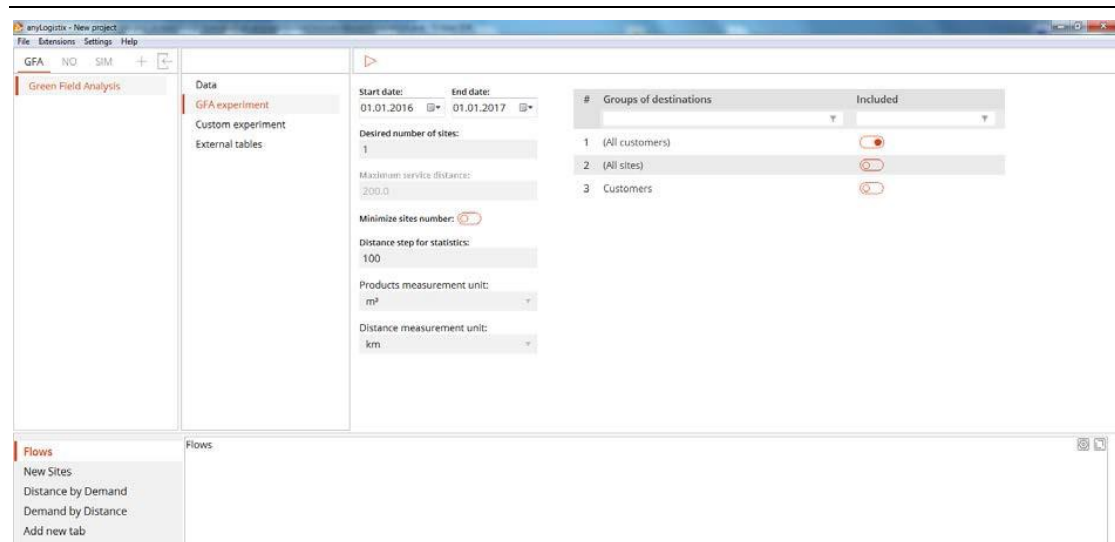 anyLogistix - New project
File Extensions Settings Help
GFA NO SIM
Green Field Analysis
Data
GFA experiment
Custom experiment
External tables
Start date: End date:
01.01.2016 01.01.2017
Desired number of sites:
1
Maximum service distance:
200.0
Minimize sites number:
Distance step for statistics:
100
Products measurement unit:
m³
Distance measurement unit:
km
# Groups of destinations Included
1 (All customers)
2 (All sites)
3 Customers
Flows
New Sites
Distance by Demand
Demand by Distance
Add new tab
Flows